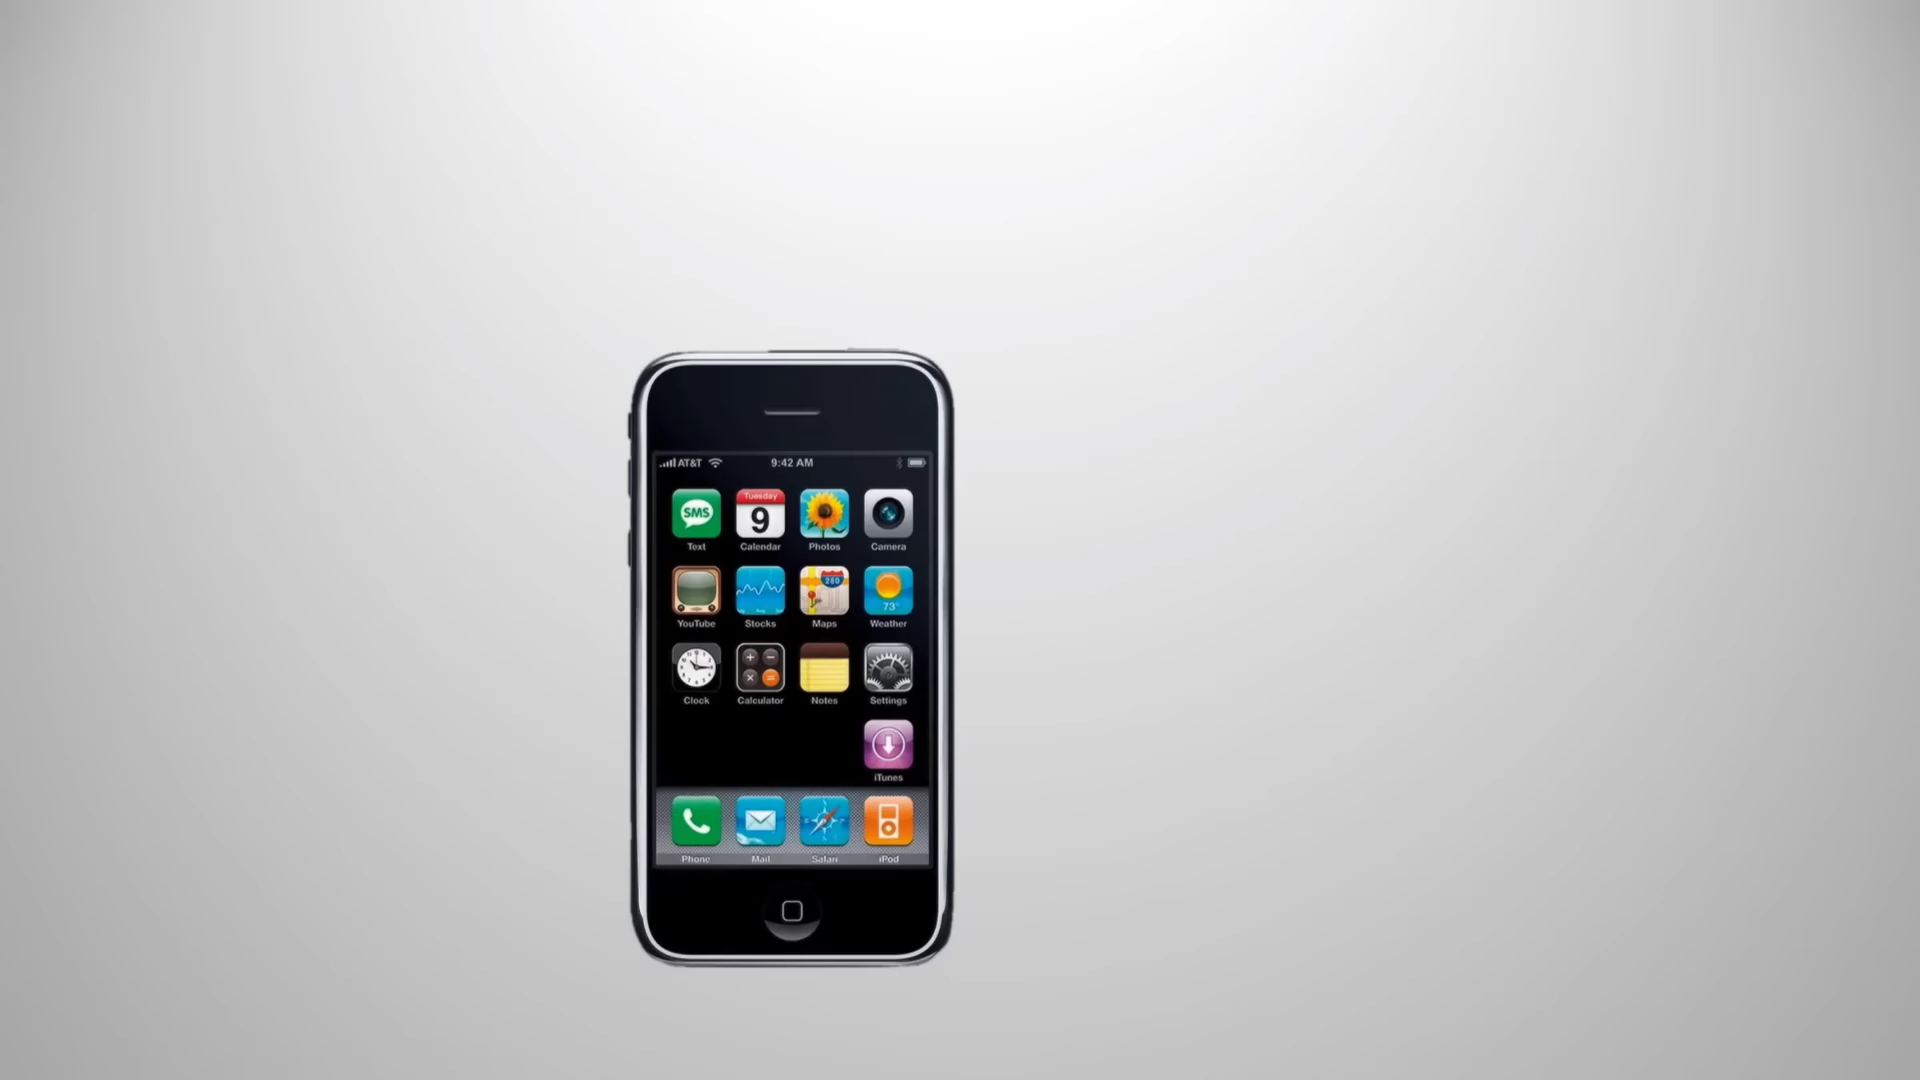 AT&T 9:42 AM
SMS Tuesday 9
Text Calendar Photos Camera
280 73°
YouTube Stocks Maps Weather
Clock Calculator Notes Settings
iTunes
Phone Mail Safari iPod